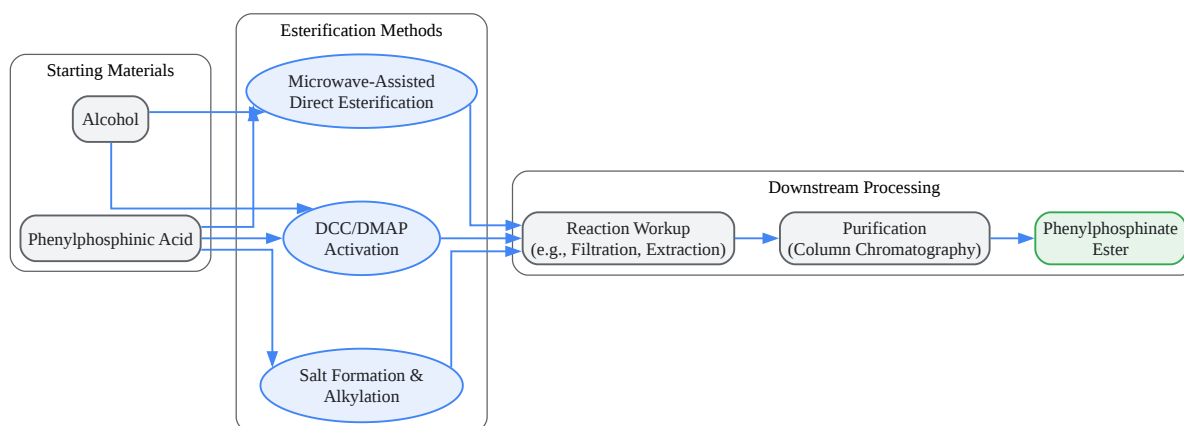 Starting Materials
Alcohol
Phenylphosphinic Acid
Esterification Methods
Microwave-Assisted
Direct Esterification
DCC/DMAP
Activation
Salt Formation &
Alkylation
Downstream Processing
Reaction Workup
(e.g., Filtration, Extraction)
Purification
(Column Chromatography)
Phenylphosphinate
Ester